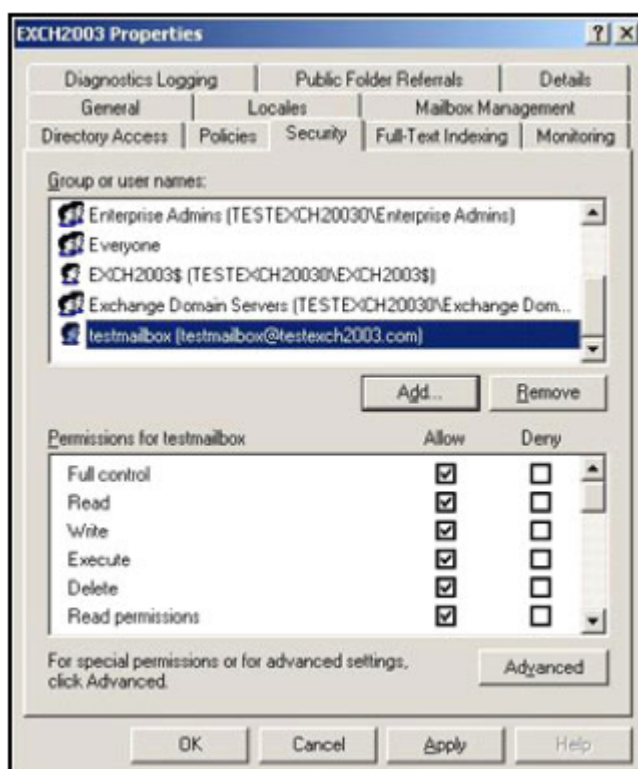 EXCH2003 Properties
Diagnostics Logging Public Folder Referrals Details
General Locales Mailbox Management
Directory Access Policies Security Full-Text Indexing Monitoring
Group or user names:
Enterprise Admins (TESTEXCH20030\Enterprise Admins)
Everyone
EXCH2003$ (TESTEXCH20030\EXCH2003$)
Exchange Domain Servers (TESTEXCH20030\Exchange Dom...
testmailbox (testmailbox@testexch2003.com)
Add... Remove
Permissions for testmailbox Allow Deny
Full control
Read
Write
Execute
Delete
Read permissions
For special permissions or for advanced settings,
click Advanced.
Advanced
OK Cancel Apply Help